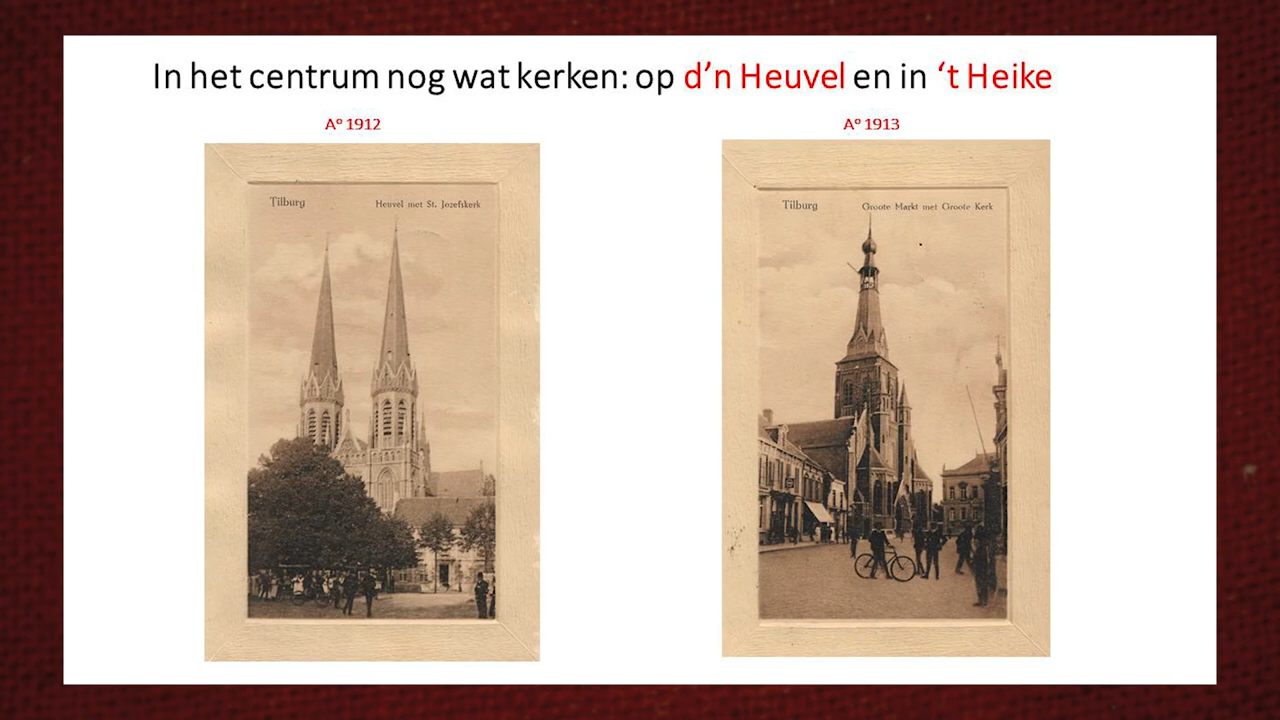 In het centrum nog wat kerken: op d’n Heuvel en in ‘t Heike
Aº 1912
Aº 1913
Tilburg
Heuvel met St. Jozefskerk
Tilburg
Groote Markt met Groote Kerk